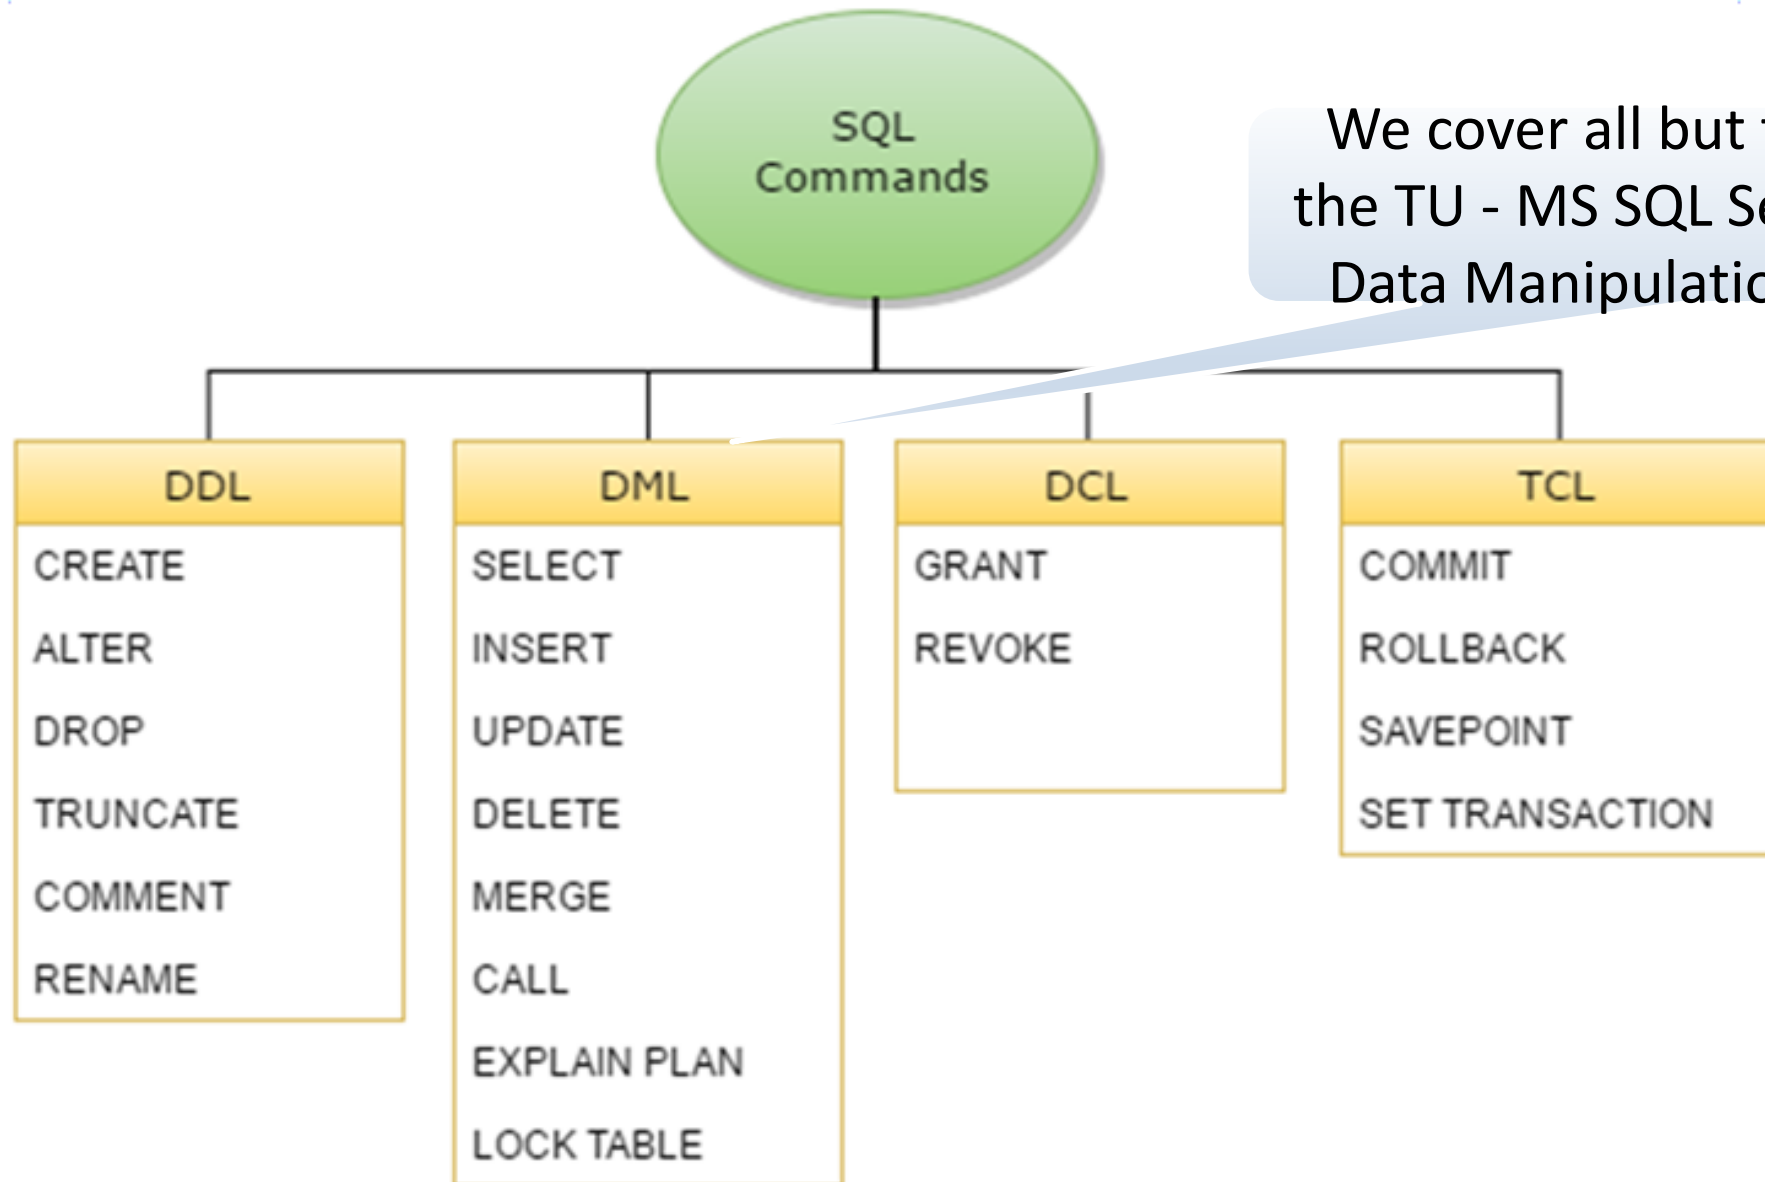 SQL
Commands
We cover all but
the TU - MS SQL
Data
DDL
CREATE
ALTER
DROP
TRUNCATE
COMMENT
RENAME
DML
SELECT
INSERT
UPDATE
DELETE
MERGE
CALL
EXPLAIN PLAN
LOCK TABLE
DCL
GRANT
REVOKE
TCL
COMMIT
ROLLBACK
SAVEPOINT
SET TRANSACTION